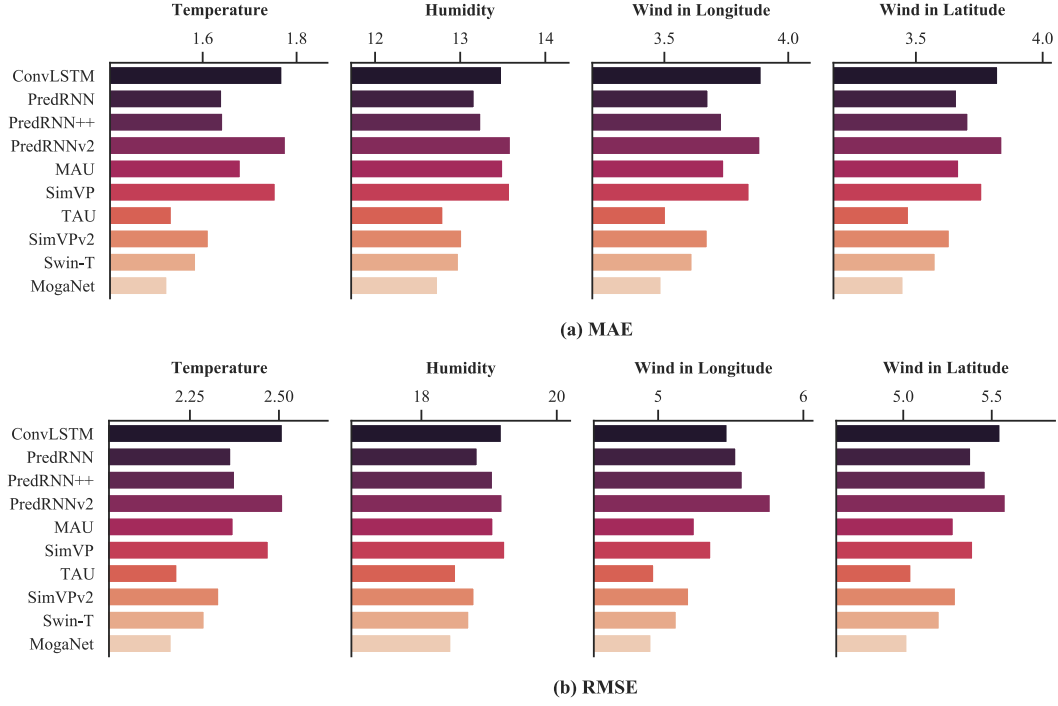 Temperature Humidity Wind in Longitude Wind in Latitude
1.6 1.8 12 13 14 3.5 4.0 3.5 4.0
ConvLSTM
PredRNN
PredRNN++
PredRNNv2
MAU
SimVP
TAU
SimVPv2
Swin-T
MogaNet
(a) MAE
Temperature Humidity Wind in Longitude Wind in Latitude
2.25 2.50 18 20 5 6 5.0 5.5
ConvLSTM
PredRNN
PredRNN++
PredRNNv2
MAU
SimVP
TAU
SimVPv2
Swin-T
MogaNet
(b) RMSE